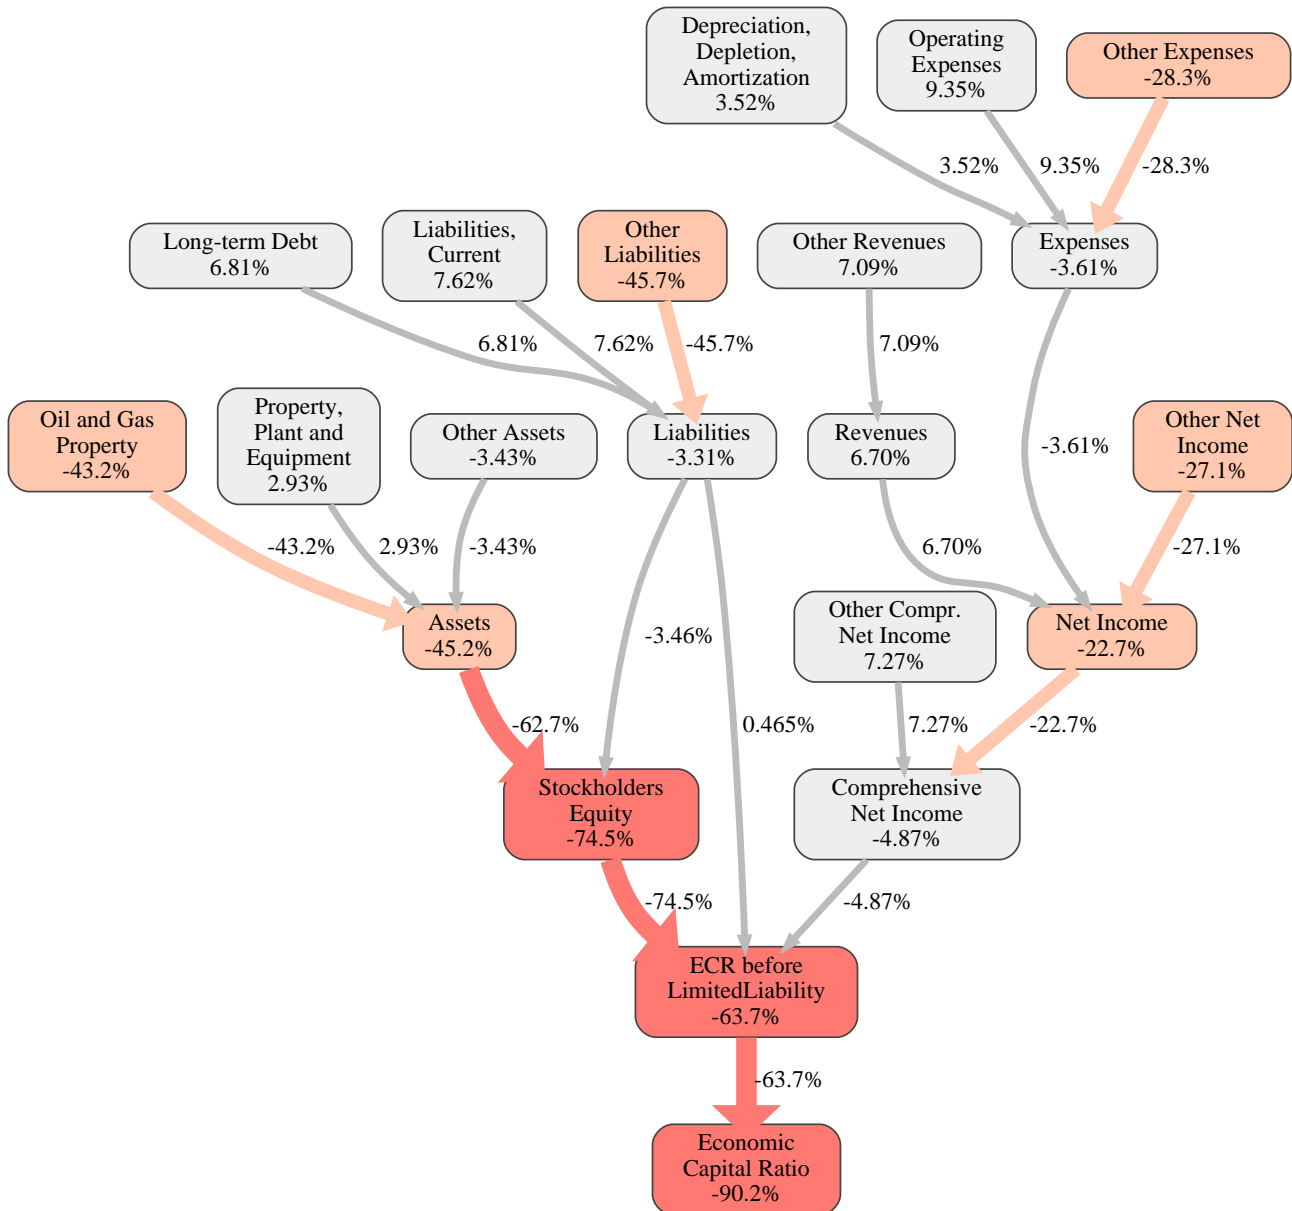 Depreciation,
Depletion,
Amortization
3.52%
Operating
Expenses
9.35%
Other Expenses
-28.3%
3.52%
9.35%
-28.3%
Long-term Debt
6.81%
Liabilities,
Current
7.62%
Other
Liabilities
-45.7%
Other Revenues
7.09%
Expenses
-3.61%
6.81%
7.62%
-45.7%
7.09%
-3.61%
Oil and Gas
Property
-43.2%
Property,
Plant and
Equipment
2.93%
Other Assets
-3.43%
Liabilities
-3.31%
Revenues
6.70%
Other Net
Income
-27.1%
-43.2%
2.93%
-3.43%
-3.46%
0.465%
6.70%
-27.1%
Assets
-45.2%
Other Compr.
Net Income
7.27%
Net Income
-22.7%
-62.7%
7.27%
-22.7%
Stockholders
Equity
-74.5%
Comprehensive
Net Income
-4.87%
-74.5%
-4.87%
ECR before
LimitedLiability
-63.7%
-63.7%
Economic
Capital Ratio
-90.2%